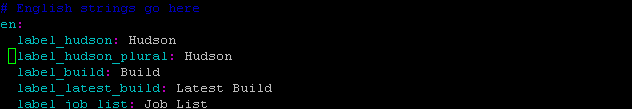 # English strings go here
en:
  label_hudson: Hudson
  label_hudson_plural: Hudson
  label_build: Build
  label_latest_build: Latest Build
  label_job_list: Job List